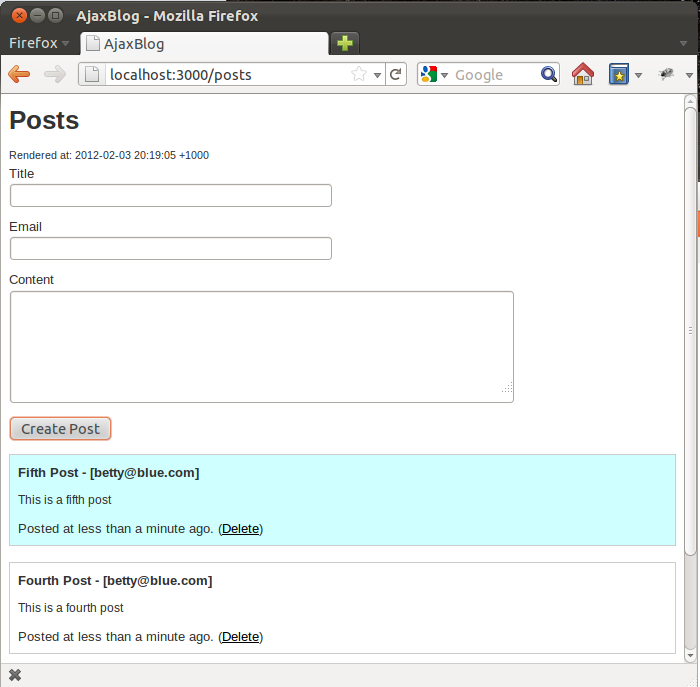 AjaxBlog - Mozilla Firefox
Firefox
AjaxBlog
localhost:3000/posts
Google
Posts
Rendered at: 2012-02-03 20:19:05 +1000
Title
Email
Content
Create Post
Fifth Post - [betty@blue.com]
This is a fifth post
Posted at less than a minute ago. (Delete)
Fourth Post - [betty@blue.com]
This is a fourth post
Posted at less than a minute ago. (Delete)